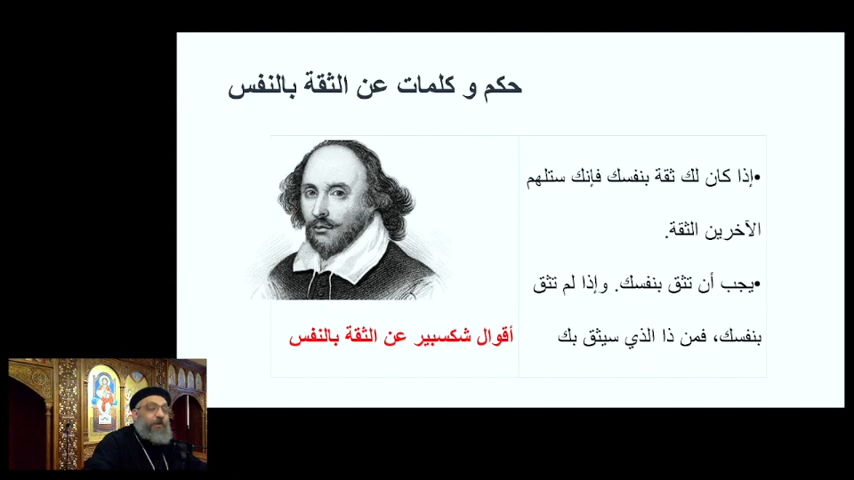 حكم و كلمات عن الثقة بالنفس
•إذا كان لك ثقة بنفسك فإنك ستلهم
الآخرين الثقة.
•يجب أن تثق بنفسك. وإذا لم تثق
بنفسك، فمن ذا الذي سيثق بك
أقوال شكسبير عن الثقة بالنفس